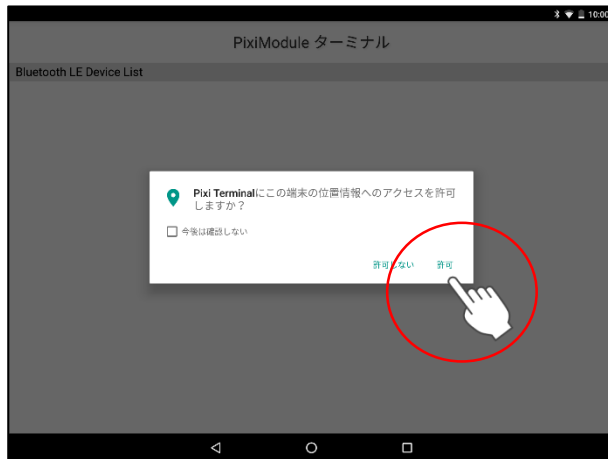 10:00
PixiModule ターミナル
Bluetooth LE Device List
Pixi Terminalにこの端末の位置情報へのアクセスを許可
しますか？
今後は確認しない
許可しない 許可